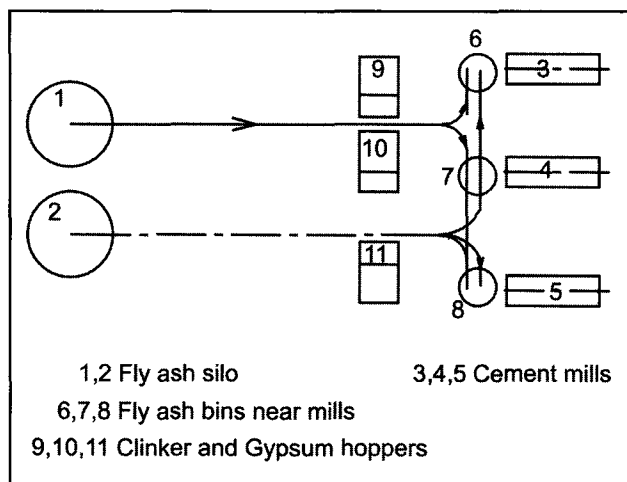 6
9
3
1
10
7
4
2
11
5
8
1,2 Fly ash silo
3,4,5 Cement mills
6,7,8 Fly ash bins near mills
9,10,11 Clinker and Gypsum hoppers